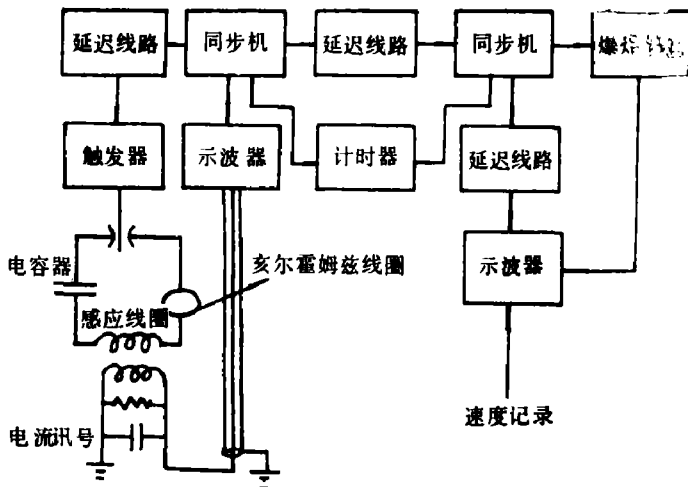 延迟线路
同步机
延迟线路
同步机
触发器
示波器
计时器
延迟线路
电容器
亥尔霍姆兹线圈
示波器
感应线圈
速度记录
电流讯号